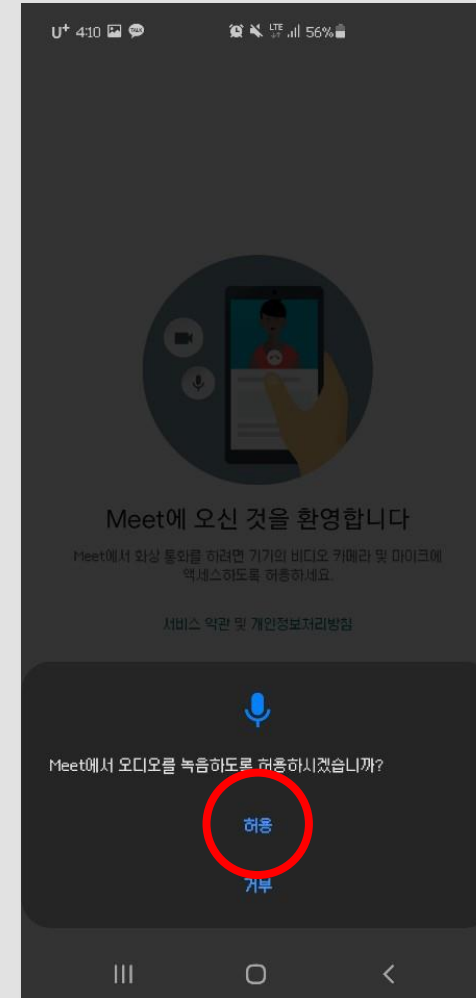 U+ 4:10 LTE 56%
Meet에 오신 것을 환영합니다
Meet에서 화상 통화를 하려면 기기의 비디오 카메라 및 마이크에
액세스하도록 허용하세요.
서비스 약관 및 개인정보처리방침
Meet에서 오디오를 녹음하도록 허용하시겠습니까?
허용
거부